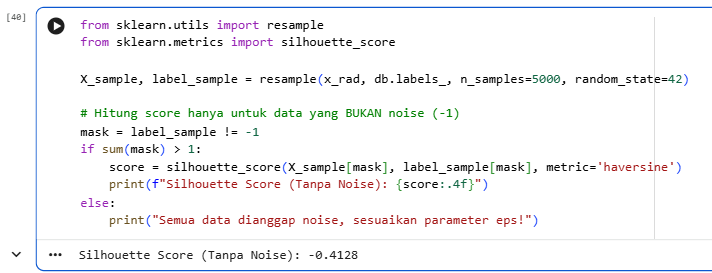 [40]
from sklearn.utils import resample
from sklearn.metrics import silhouette_score
X_sample, label_sample = resample(x_rad, db.labels_, n_samples=5000, random_state=42)
# Hitung score hanya untuk data yang BUKAN noise (-1)
mask = label_sample != -1
if sum(mask) > 1:
    score = silhouette_score(X_sample[mask], label_sample[mask], metric='haversine')
    print(f"Silhouette Score (Tanpa Noise): {score:.4f}")
else:
    print("Semua data dianggap noise, sesuaikan parameter eps!")
Silhouette Score (Tanpa Noise): -0.4128